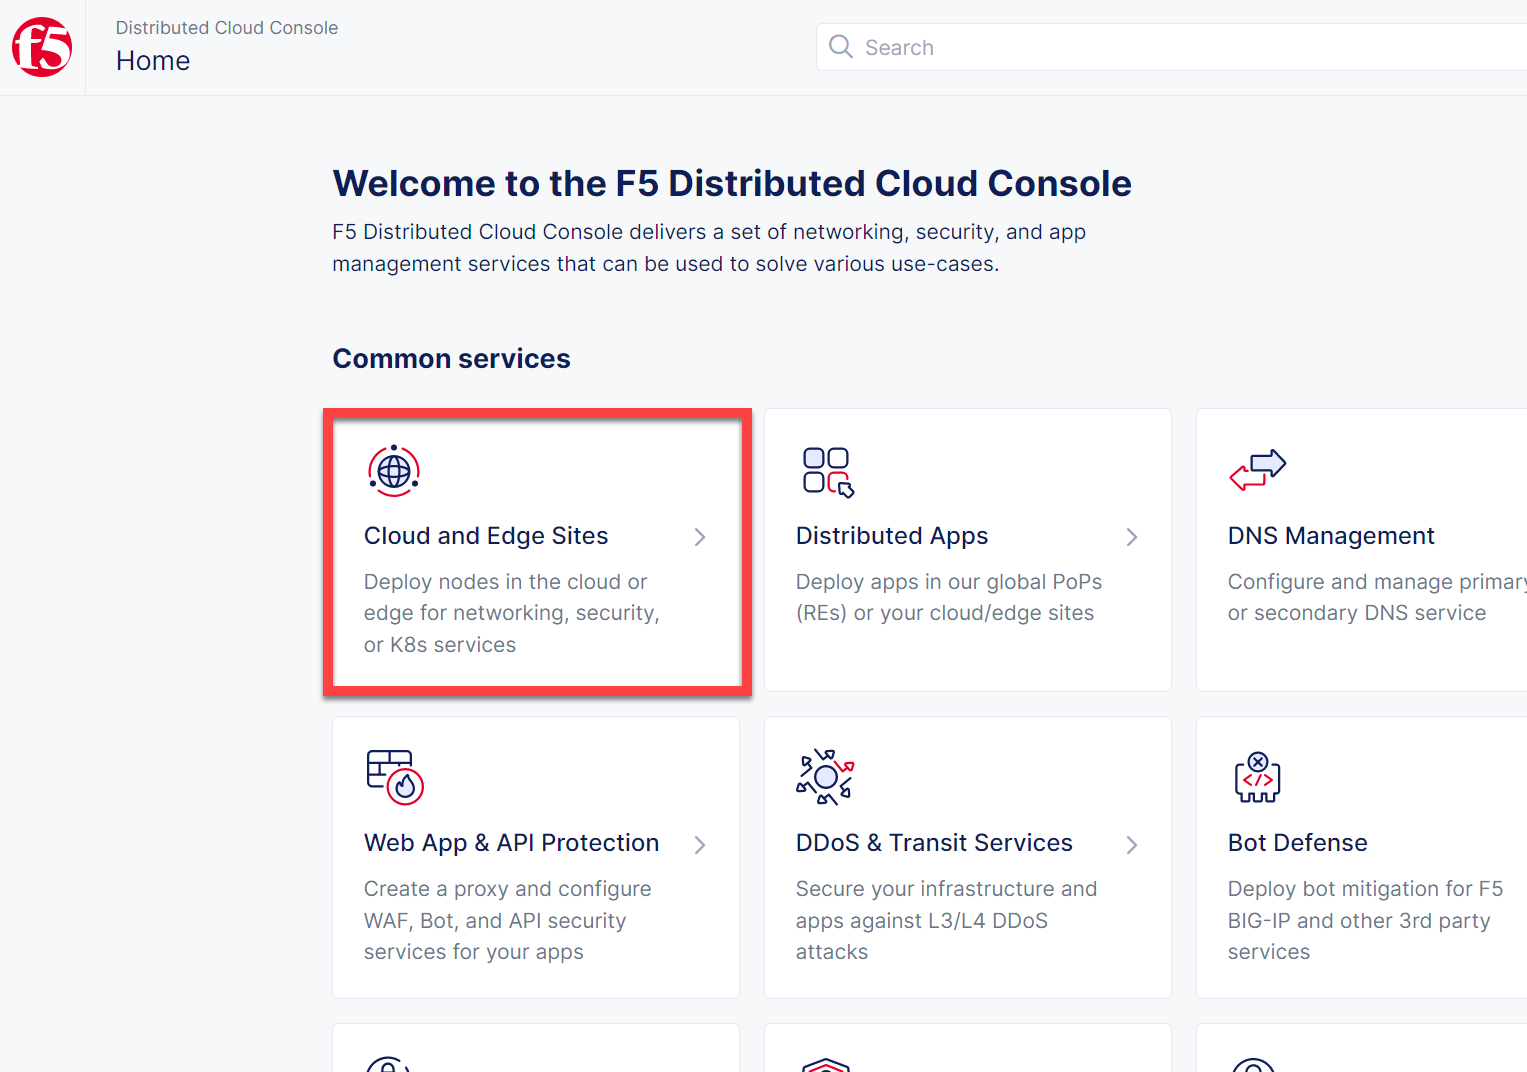 f5
Distributed Cloud Console
Home
Search
Welcome to the F5 Distributed Cloud Console
F5 Distributed Cloud Console delivers a set of networking, security, and app
management services that can be used to solve various use-cases.
Common services
Cloud and Edge Sites
Deploy nodes in the cloud or
edge for networking, security,
or K8s services
Distributed Apps
Deploy apps in our global PoPs
(REs) or your cloud/edge sites
DNS Management
Configure and manage primary
or secondary DNS service
Web App & API Protection
Create a proxy and configure
WAF, Bot, and API security
services for your apps
DDoS & Transit Services
Secure your infrastructure and
apps against L3/L4 DDoS
attacks
Bot Defense
Deploy bot mitigation for F5
BIG-IP and other 3rd party
services